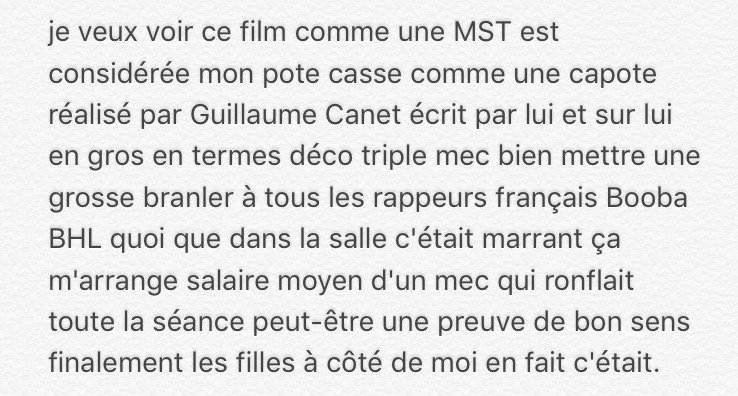 je veux voir ce film comme une MST est
considérée mon pote casse comme une capote
réalisé par Guillaume Canet écrit par lui et sur lui
en gros en termes déco triple mec bien mettre une
grosse branler à tous les rappeurs français Booba
BHL quoi que dans la salle c'était marrant ça
m'arrange salaire moyen d'un mec qui ronflait
toute la séance peut-être une preuve de bon sens
finalement les filles à côté de moi en fait c'était.